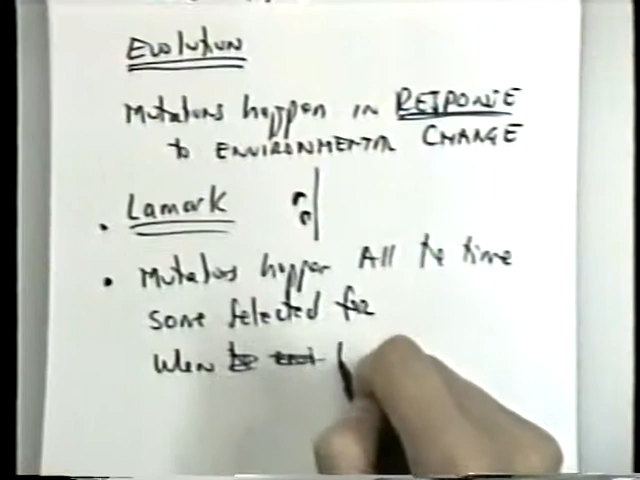 Evolution
Mutations happen in RESPONSE
to ENVIRONMENTAL CHANGE
• Lamark
• Mutations happen All the time
some selected for
When